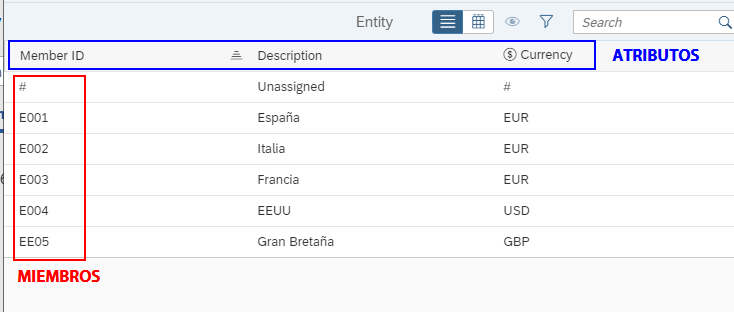 Entity Search
Member ID Description Currency ATRIBUTOS
# Unassigned #
E001 España EUR
E002 Italia EUR
E003 Francia EUR
E004 EEUU USD
EE05 Gran Bretaña GBP
MIEMBROS